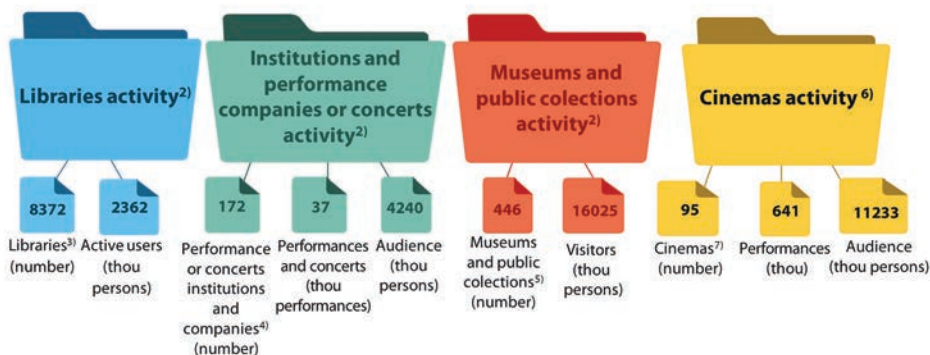 Libraries activity²⁾
Institutions and
performance
companies or concerts
activity²⁾
Museums and
public colections
activity²⁾
Cinemas activity ⁶⁾
8372
2362
172
37
4240
446
16025
95
641
11233
Libraries³⁾
(number)
Active users
(thou
persons)
Performance
or concerts
institutions
and
companies⁴⁾
(number)
Performances
and concerts
(thou
performances)
Audience
(thou
persons)
Museums
and public
colections⁵⁾
(number)
Visitors
(thou
persons)
Cinemas⁷⁾
(number)
Performances
(thou)
Audience
(thou persons)